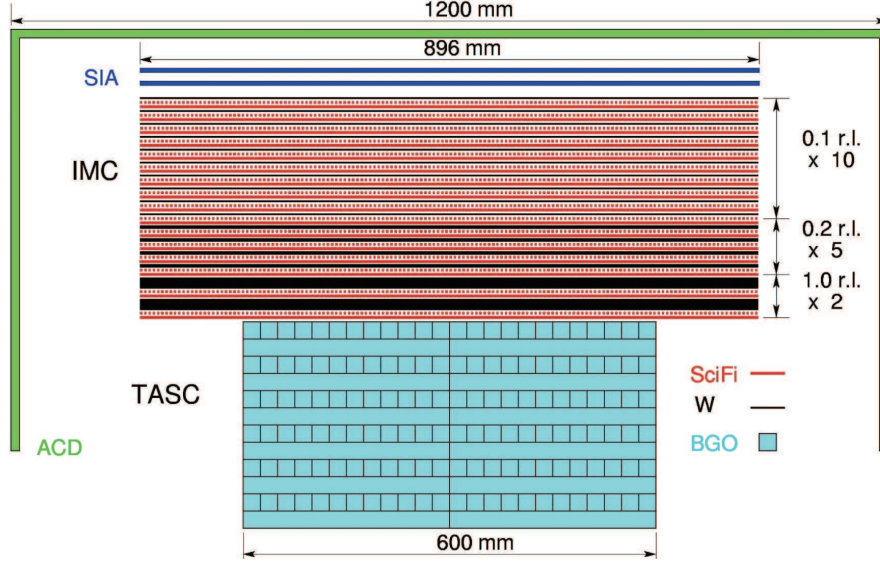 1200 mm
896 mm
SIA
IMC
0.1 r.l.
x 10
0.2 r.l.
x 5
1.0 r.l.
x 2
TASC
SciFi
W
BGO
ACD
600 mm